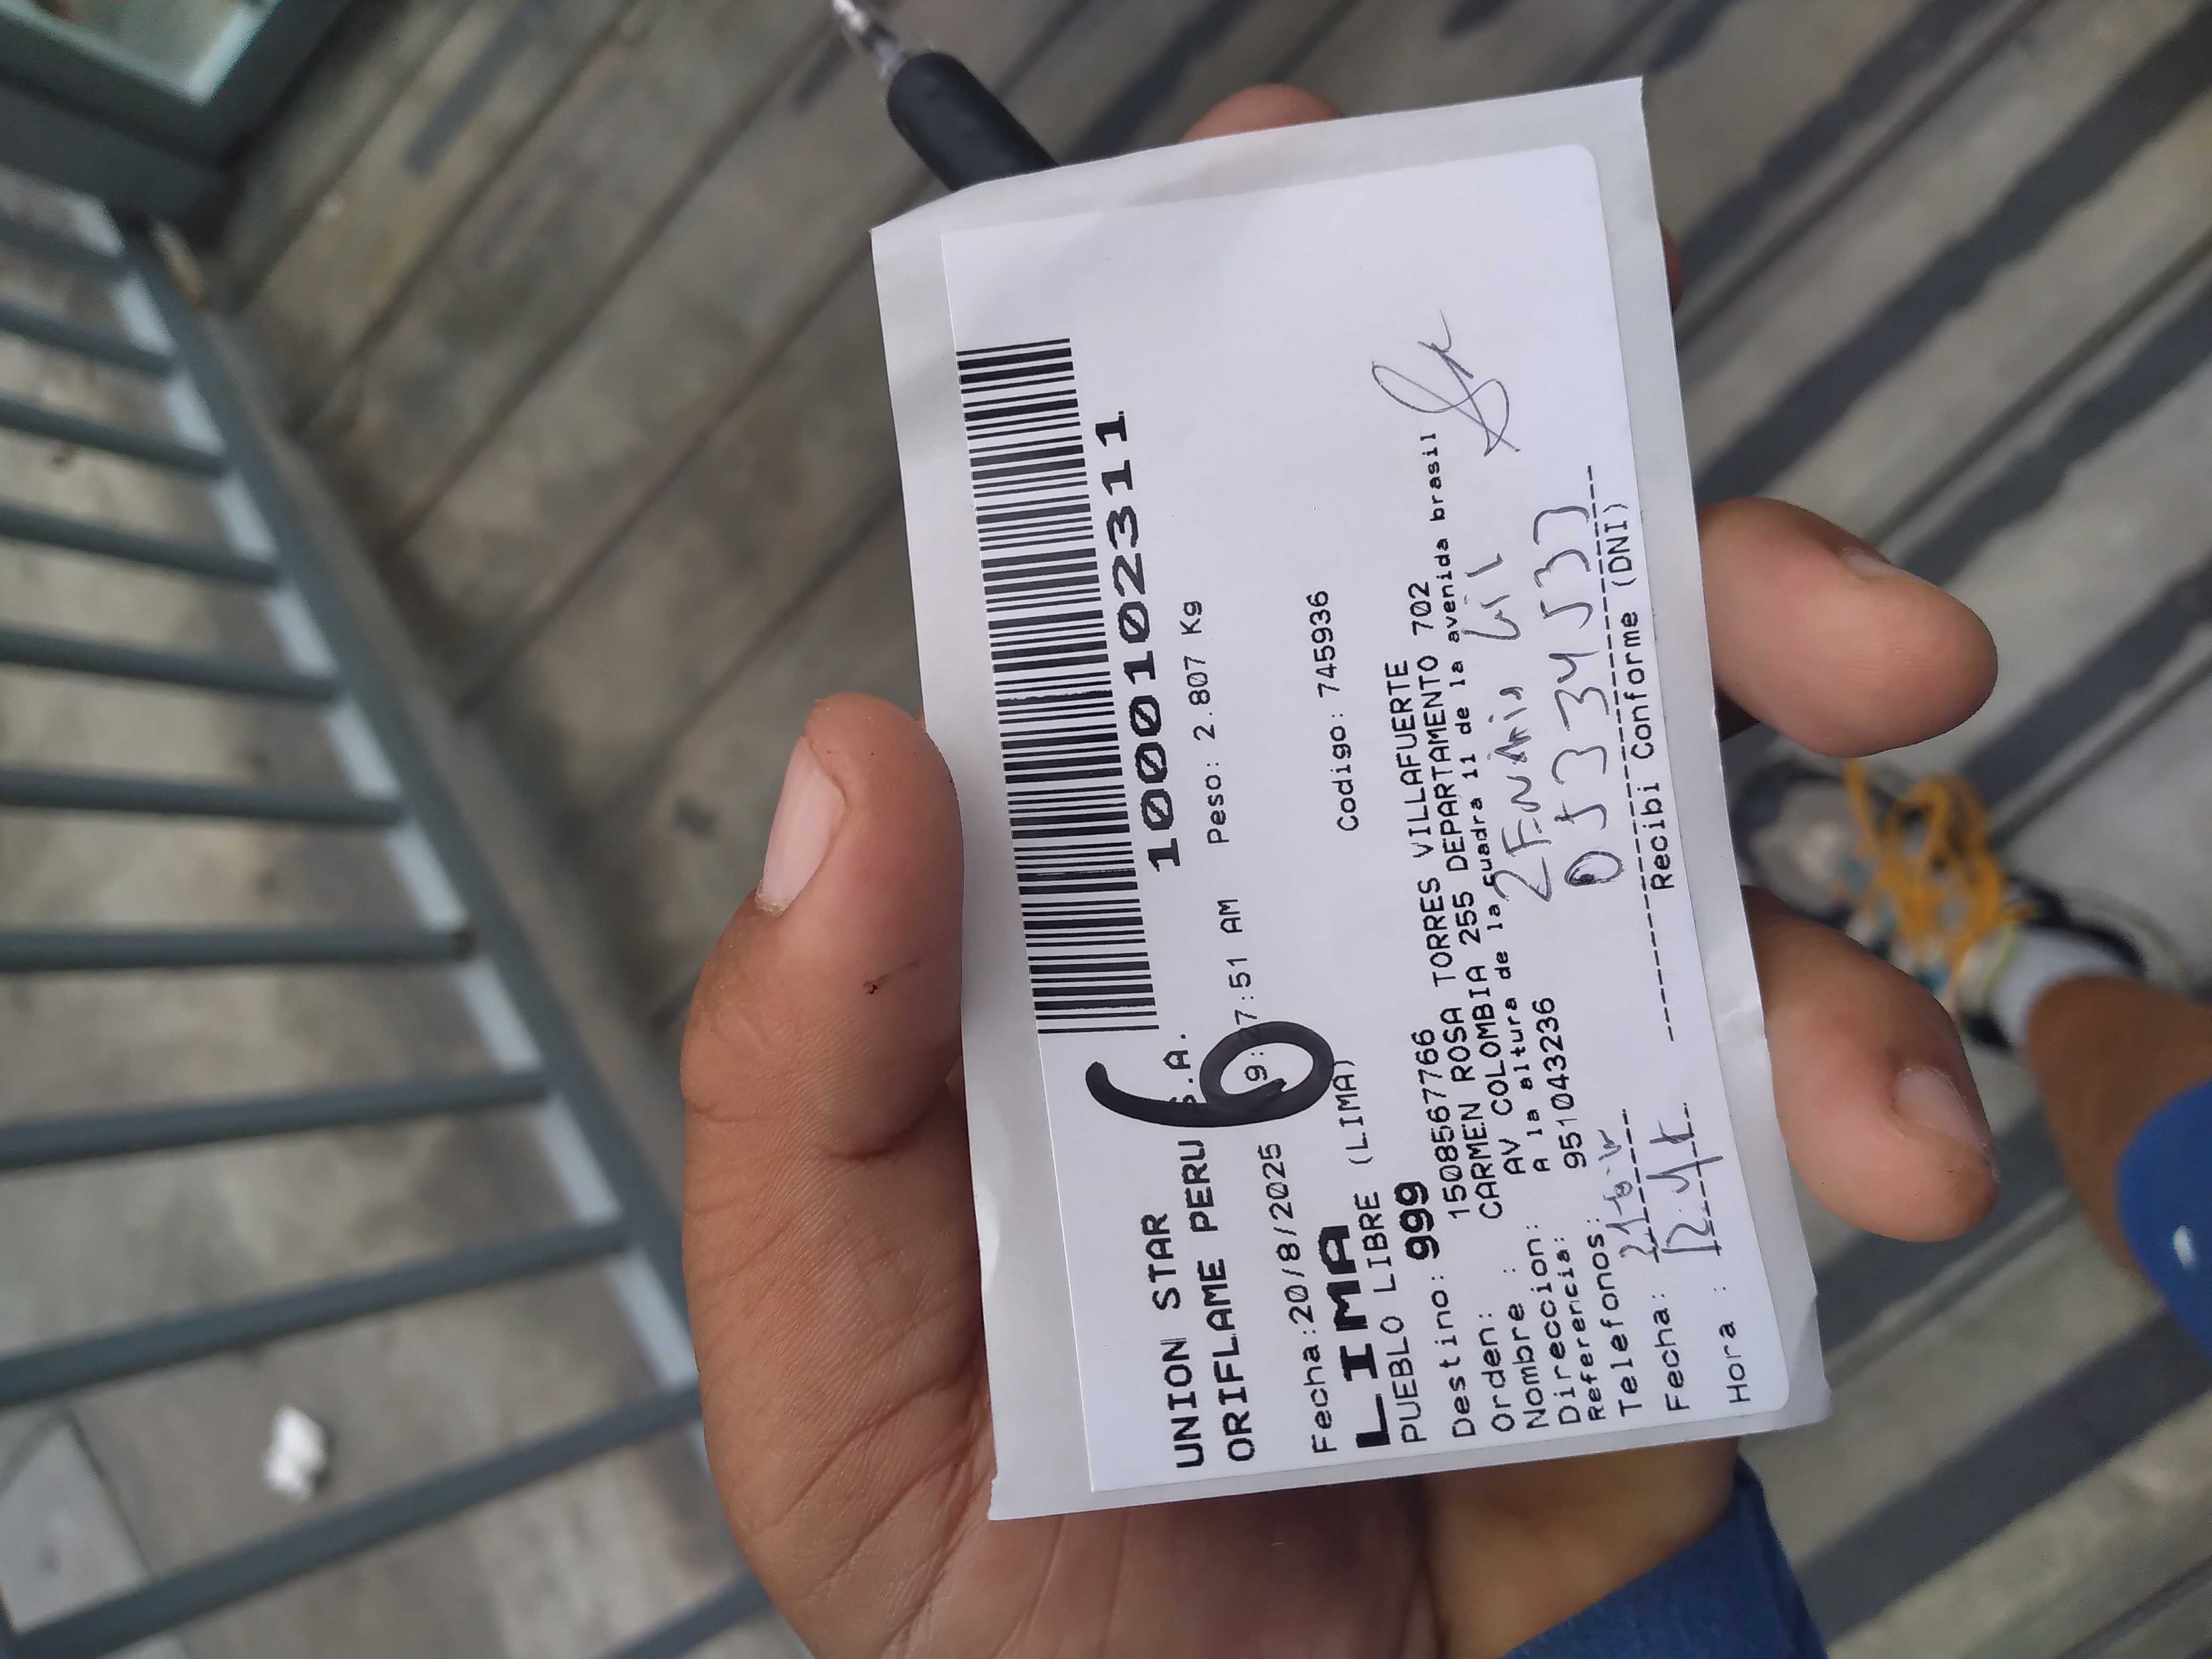 1000102311
UNION STAR
ORIFLAME PERU S.A.
Fecha:20/8/2025 9: 7:51 AM Peso: 2.807 Kg
6
LIMA
PUEBLO LIBRE (LIMA)
Destino: 999 Codigo: 745936
Orden: 1508567766
Nombre : CARMEN ROSA TORRES VILLAFUERTE
Direccion: AV COLOMBIA 255 DEPARTAMENTO 702
Referencia: A la altura de la cuadra 11 de la avenida brasil
Telefonos: 951043236
Fecha:
Hora :
Recibi Conforme (DNI)